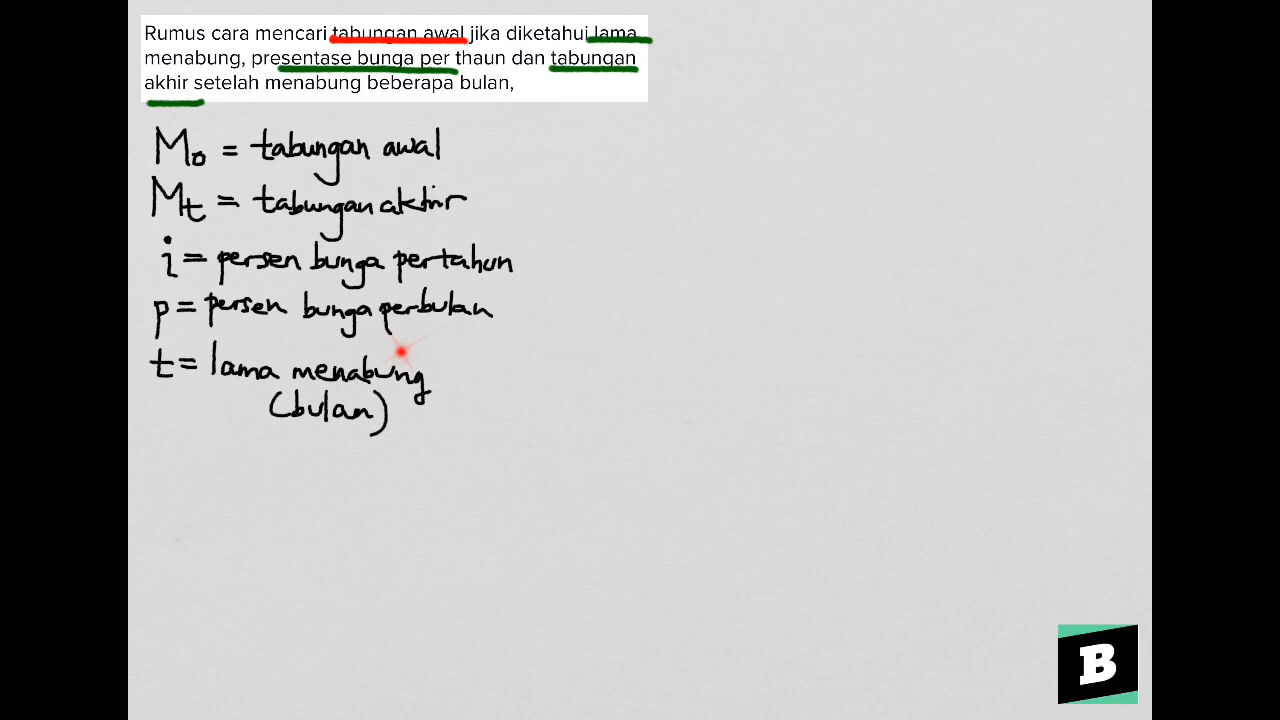 Rumus cara mencari tabungan awal jika diketahui lama
menabung, presentase bunga per thaun dan tabungan
akhir setelah menabung beberapa bulan,
Mo = tabungan awal
Mt = tabungan akhir
i = persen bunga pertahun
p = persen bunga perbulan
t = lama menabung
(bulan)
B